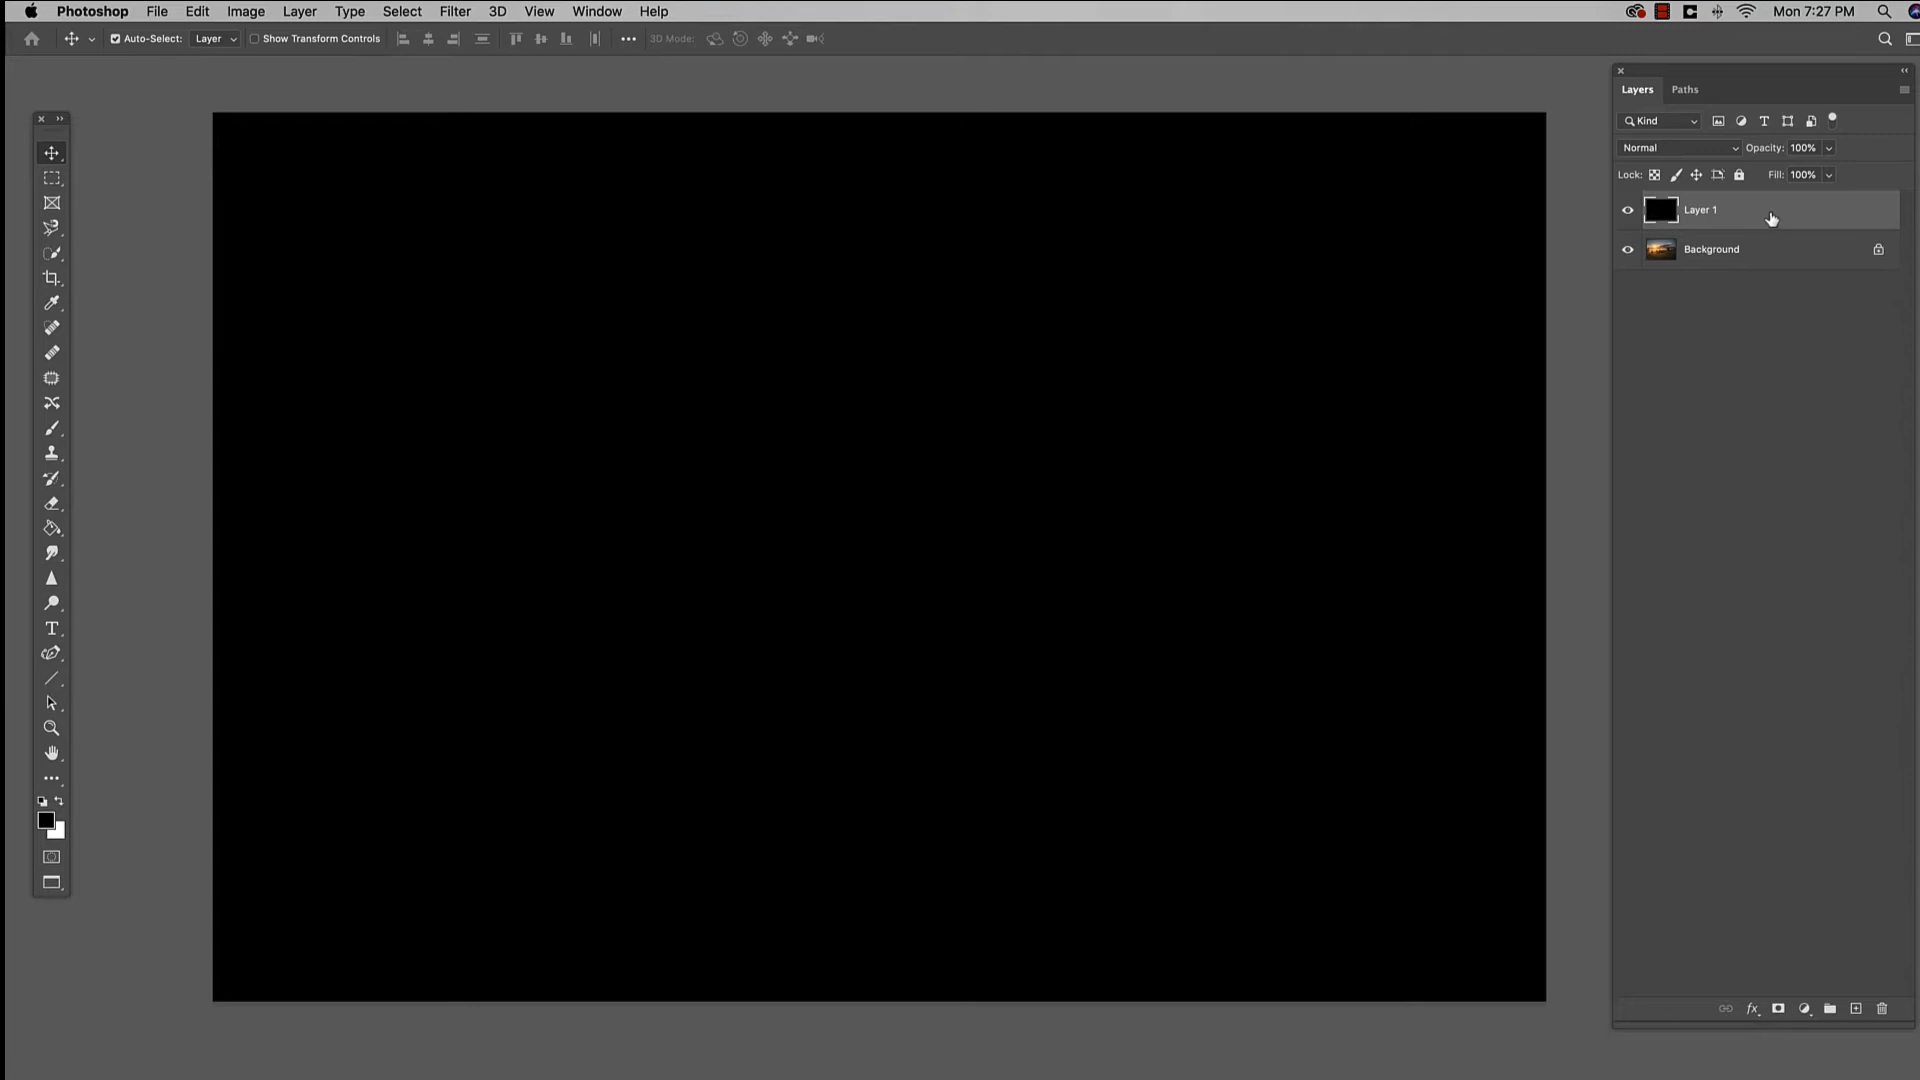 Photoshop File Edit Image Layer Type Select Filter 3D View Window Help Mon 7:27 PM
Auto-Select: Layer Show Transform Controls 3D Mode:
Layers Paths
Kind
Normal Opacity: 100%
Lock: Fill: 100%
Layer 1
Background
fx